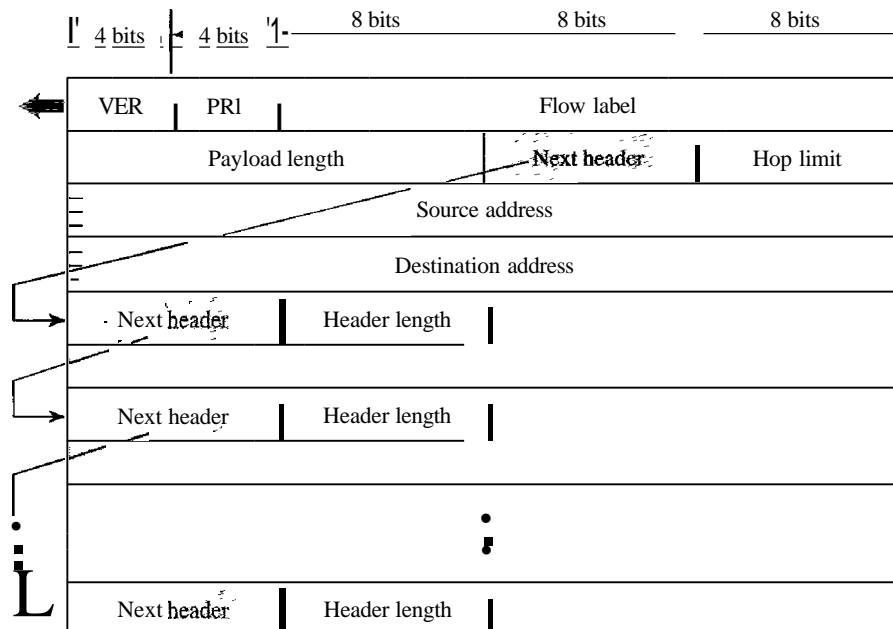 4 bits 4 bits 8 bits 8 bits 8 bits
VER PRI Flow label
Payload length Next header Hop limit
Source address
Destination address
Next header Header length
Next header Header length
Next header Header length